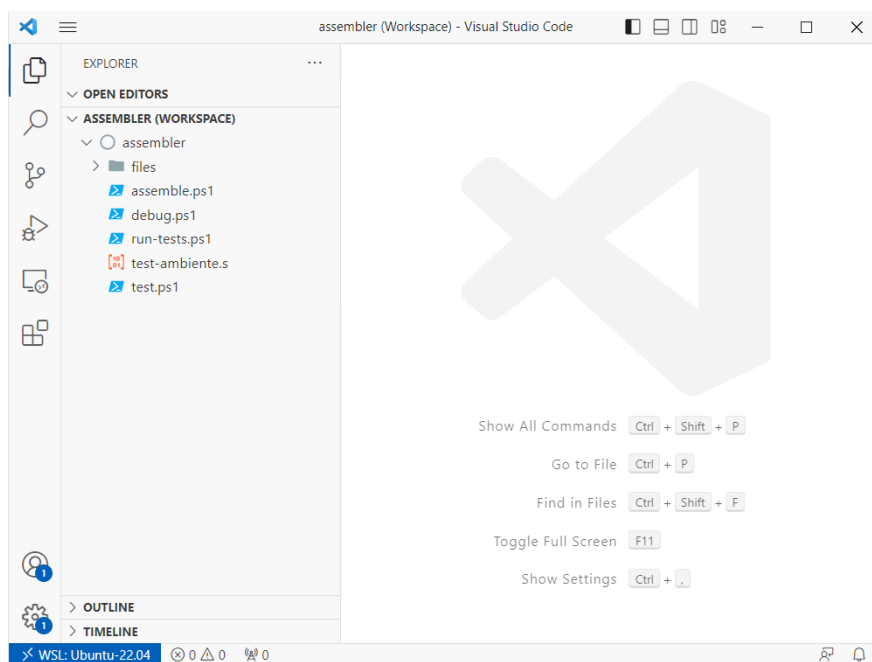 assembler (Workspace) - Visual Studio Code
EXPLORER
OPEN EDITORS
ASSEMBLER (WORKSPACE)
assembler
files
assemble.ps1
debug.ps1
run-tests.ps1
test-ambiente.s
test.ps1
Show All Commands Ctrl + Shift + P
Go to File Ctrl + P
Find in Files Ctrl + Shift + F
Toggle Full Screen F11
Show Settings Ctrl + ,
1
1
OUTLINE
TIMELINE
WSL: Ubuntu-22.04 0 0 0